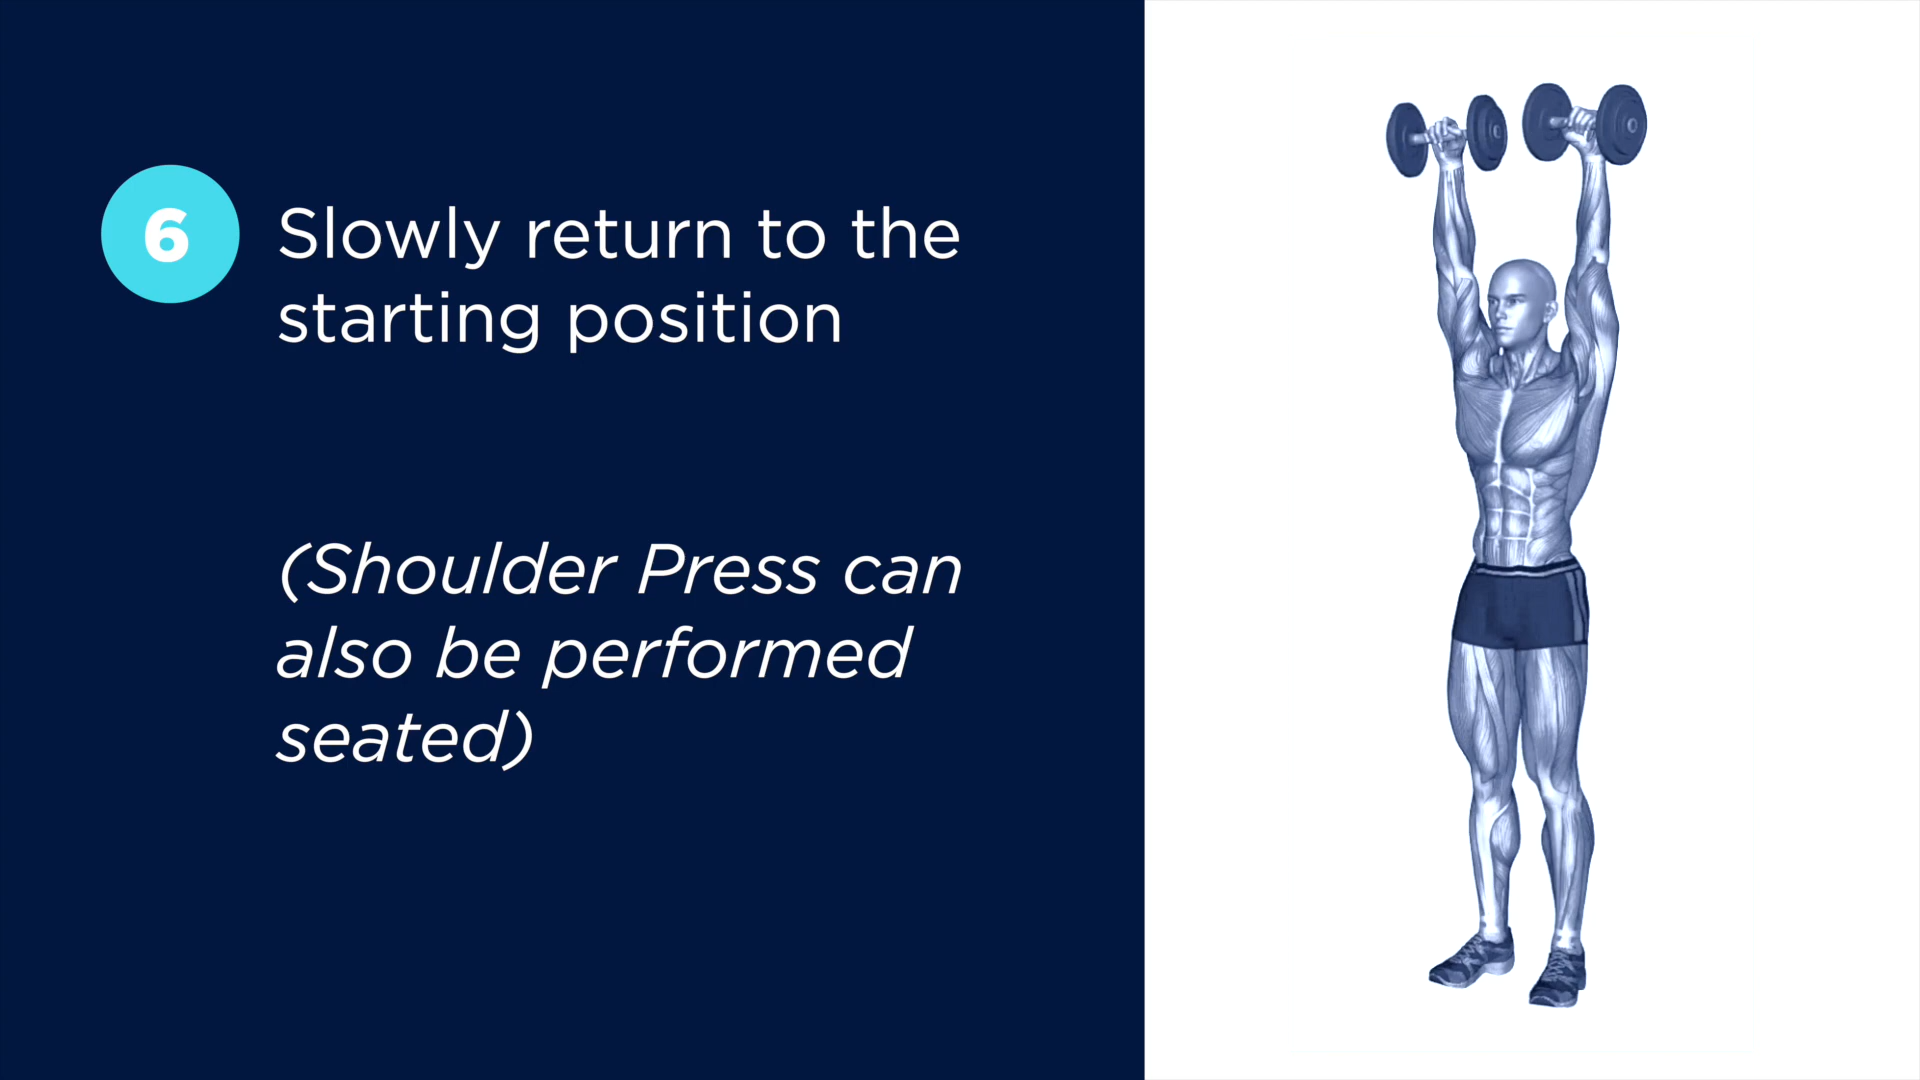 6
Slowly return to the
starting position
(Shoulder Press can
also be performed
seated)